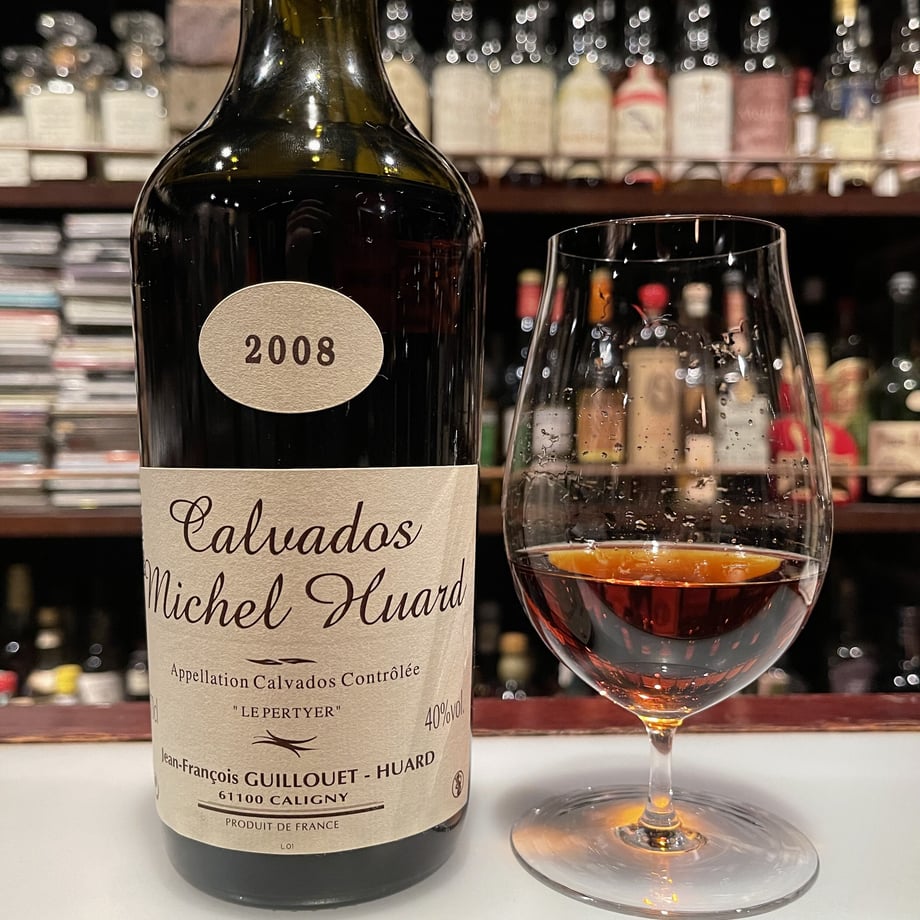 2008
Calvados
Michel Huard
Appellation Calvados Contrôlée
"LE PERTYER"
40%vol.
Jean-François GUILLOUET - HUARD
61100 CALIGNY
PRODUIT DE FRANCE
L 01